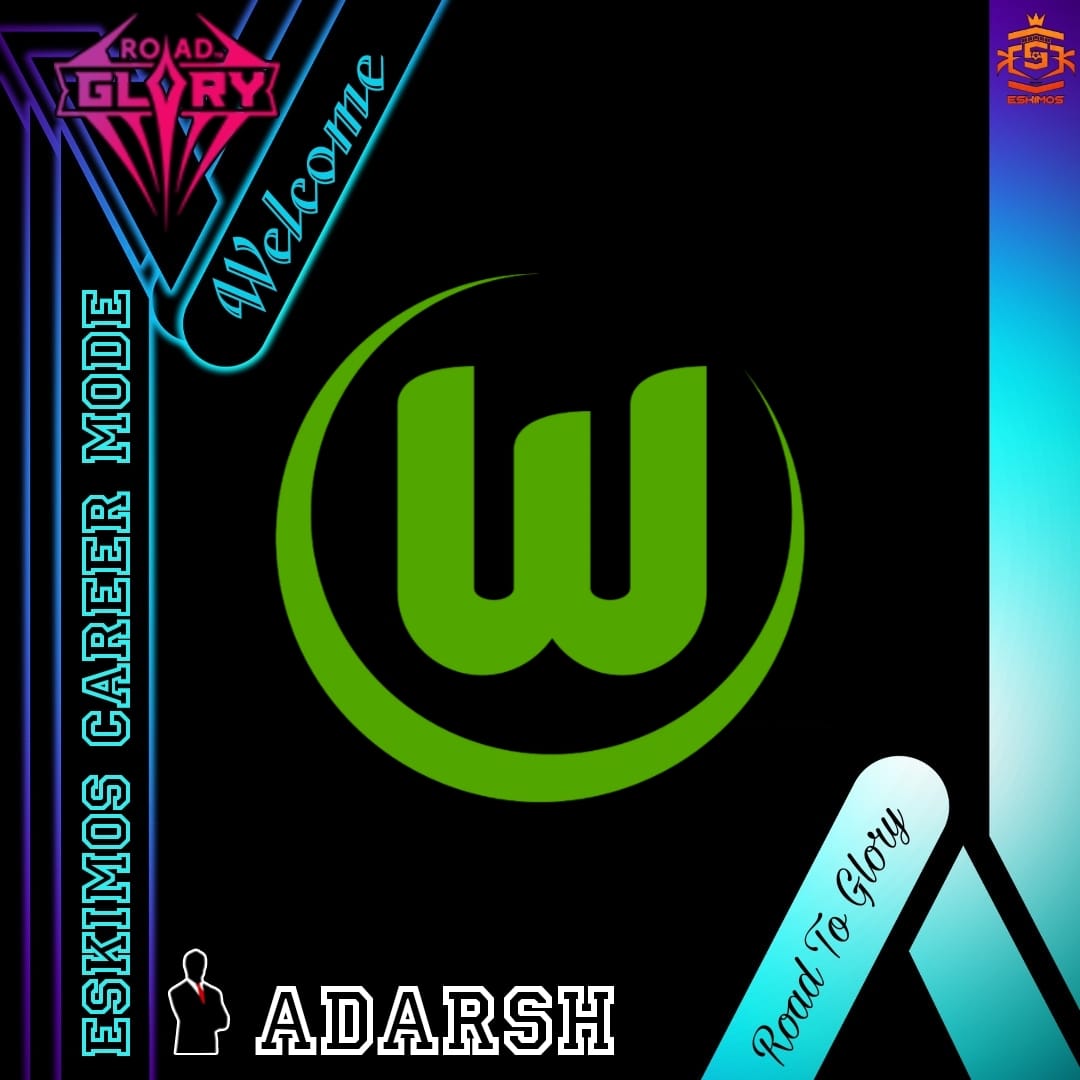 ROAD
GLORY
Welcome
ESKIMOS
ESKIMOS CAREER MODE
W
Road To Glory
ADARSH